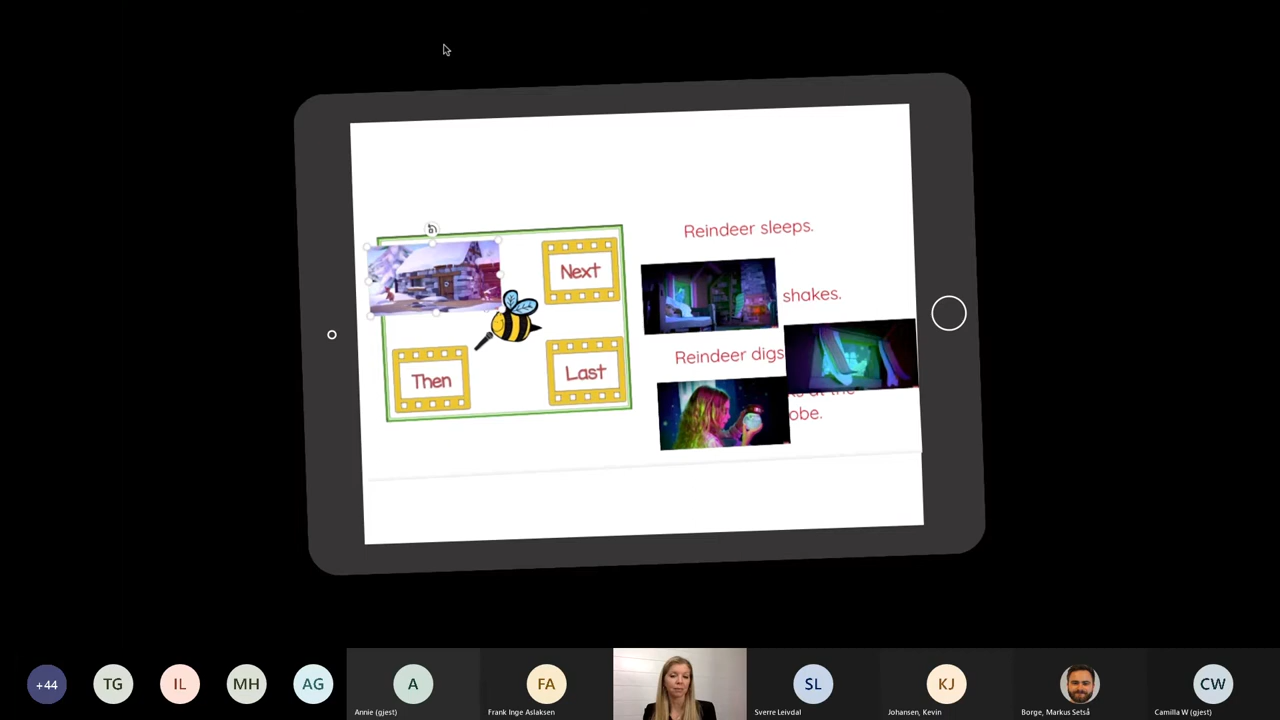 Reindeer sleeps.
Next
shakes.
Reindeer digs
Then
Last
obe.
+44
TG
IL
MH
AG
A
FA
SL
KJ
CW
Annie (gjest)
Frank Inge Aslaksen
Sverre Leivdal
Johansen, Kevin
Borge, Markus Setså
Camilla W (gjest)